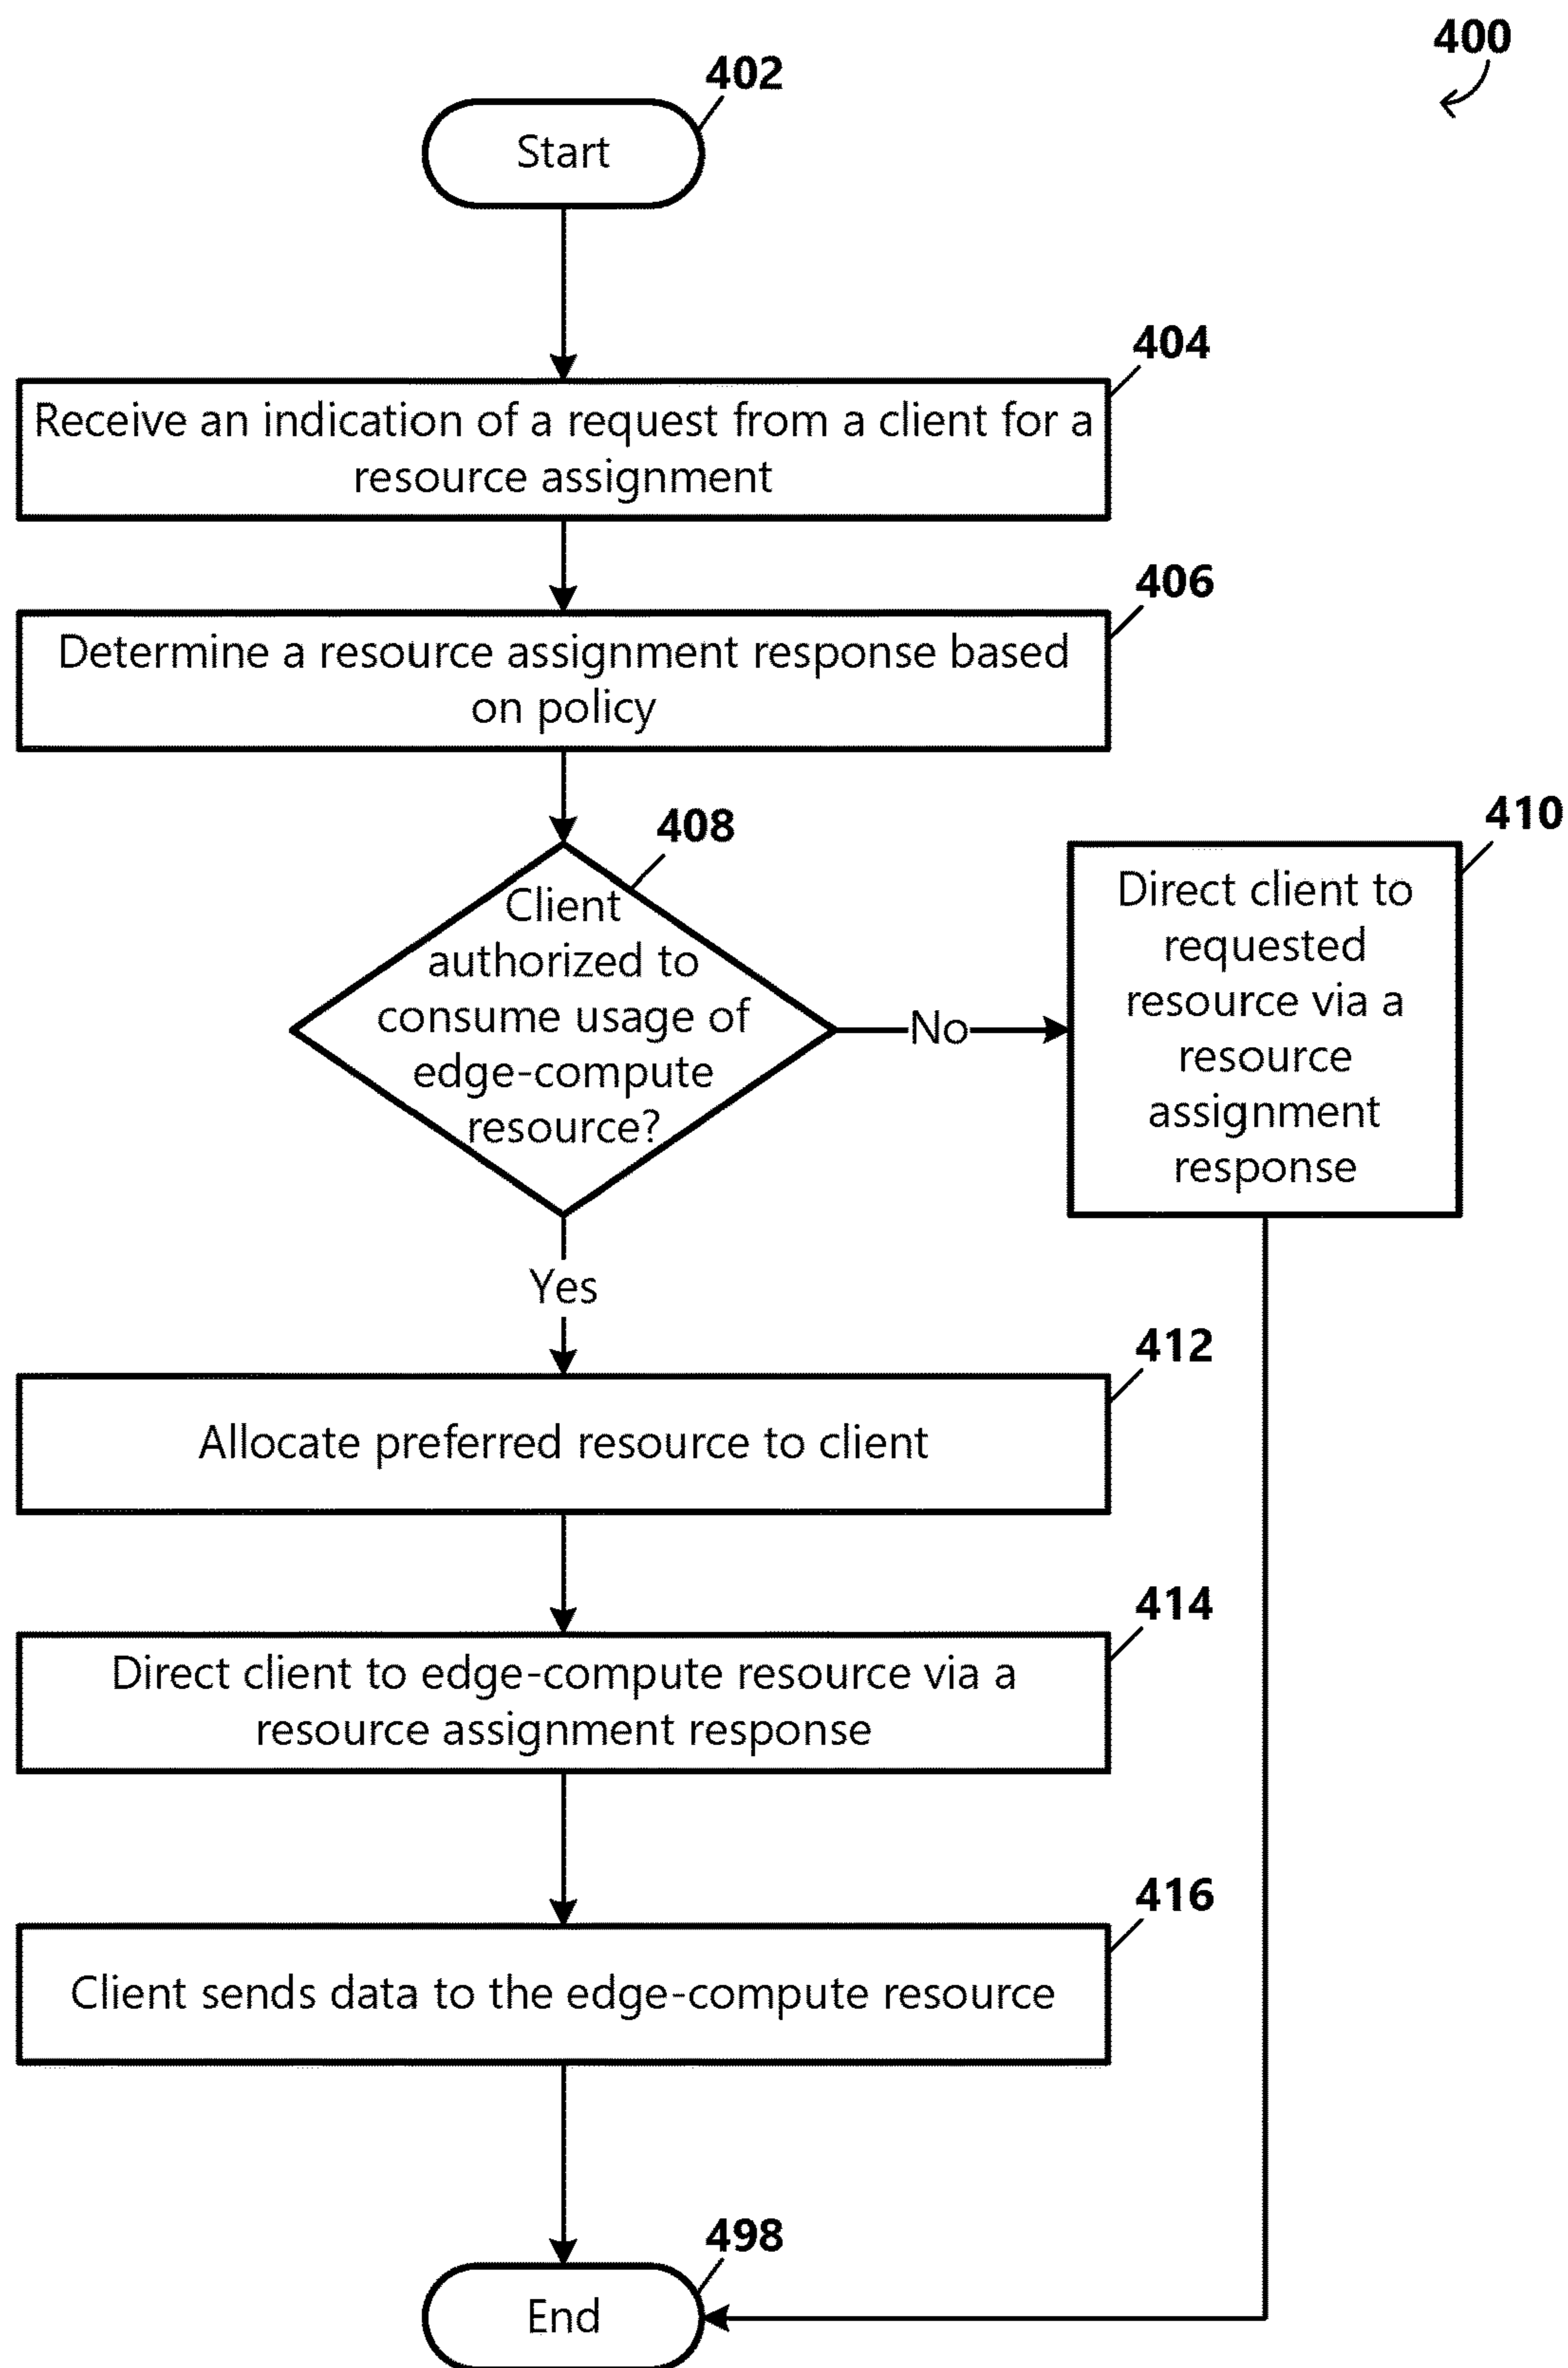 400
402
Start
404
Receive an indication of a request from a client for a
resource assignment
406
Determine a resource assignment response based
on policy
408
Client
authorized to
consume usage of
edge-compute
resource?
No
410
Direct client to
requested
resource via a
resource
assignment
response
Yes
412
Allocate preferred resource to client
414
Direct client to edge-compute resource via a
resource assignment response
416
Client sends data to the edge-compute resource
498
End